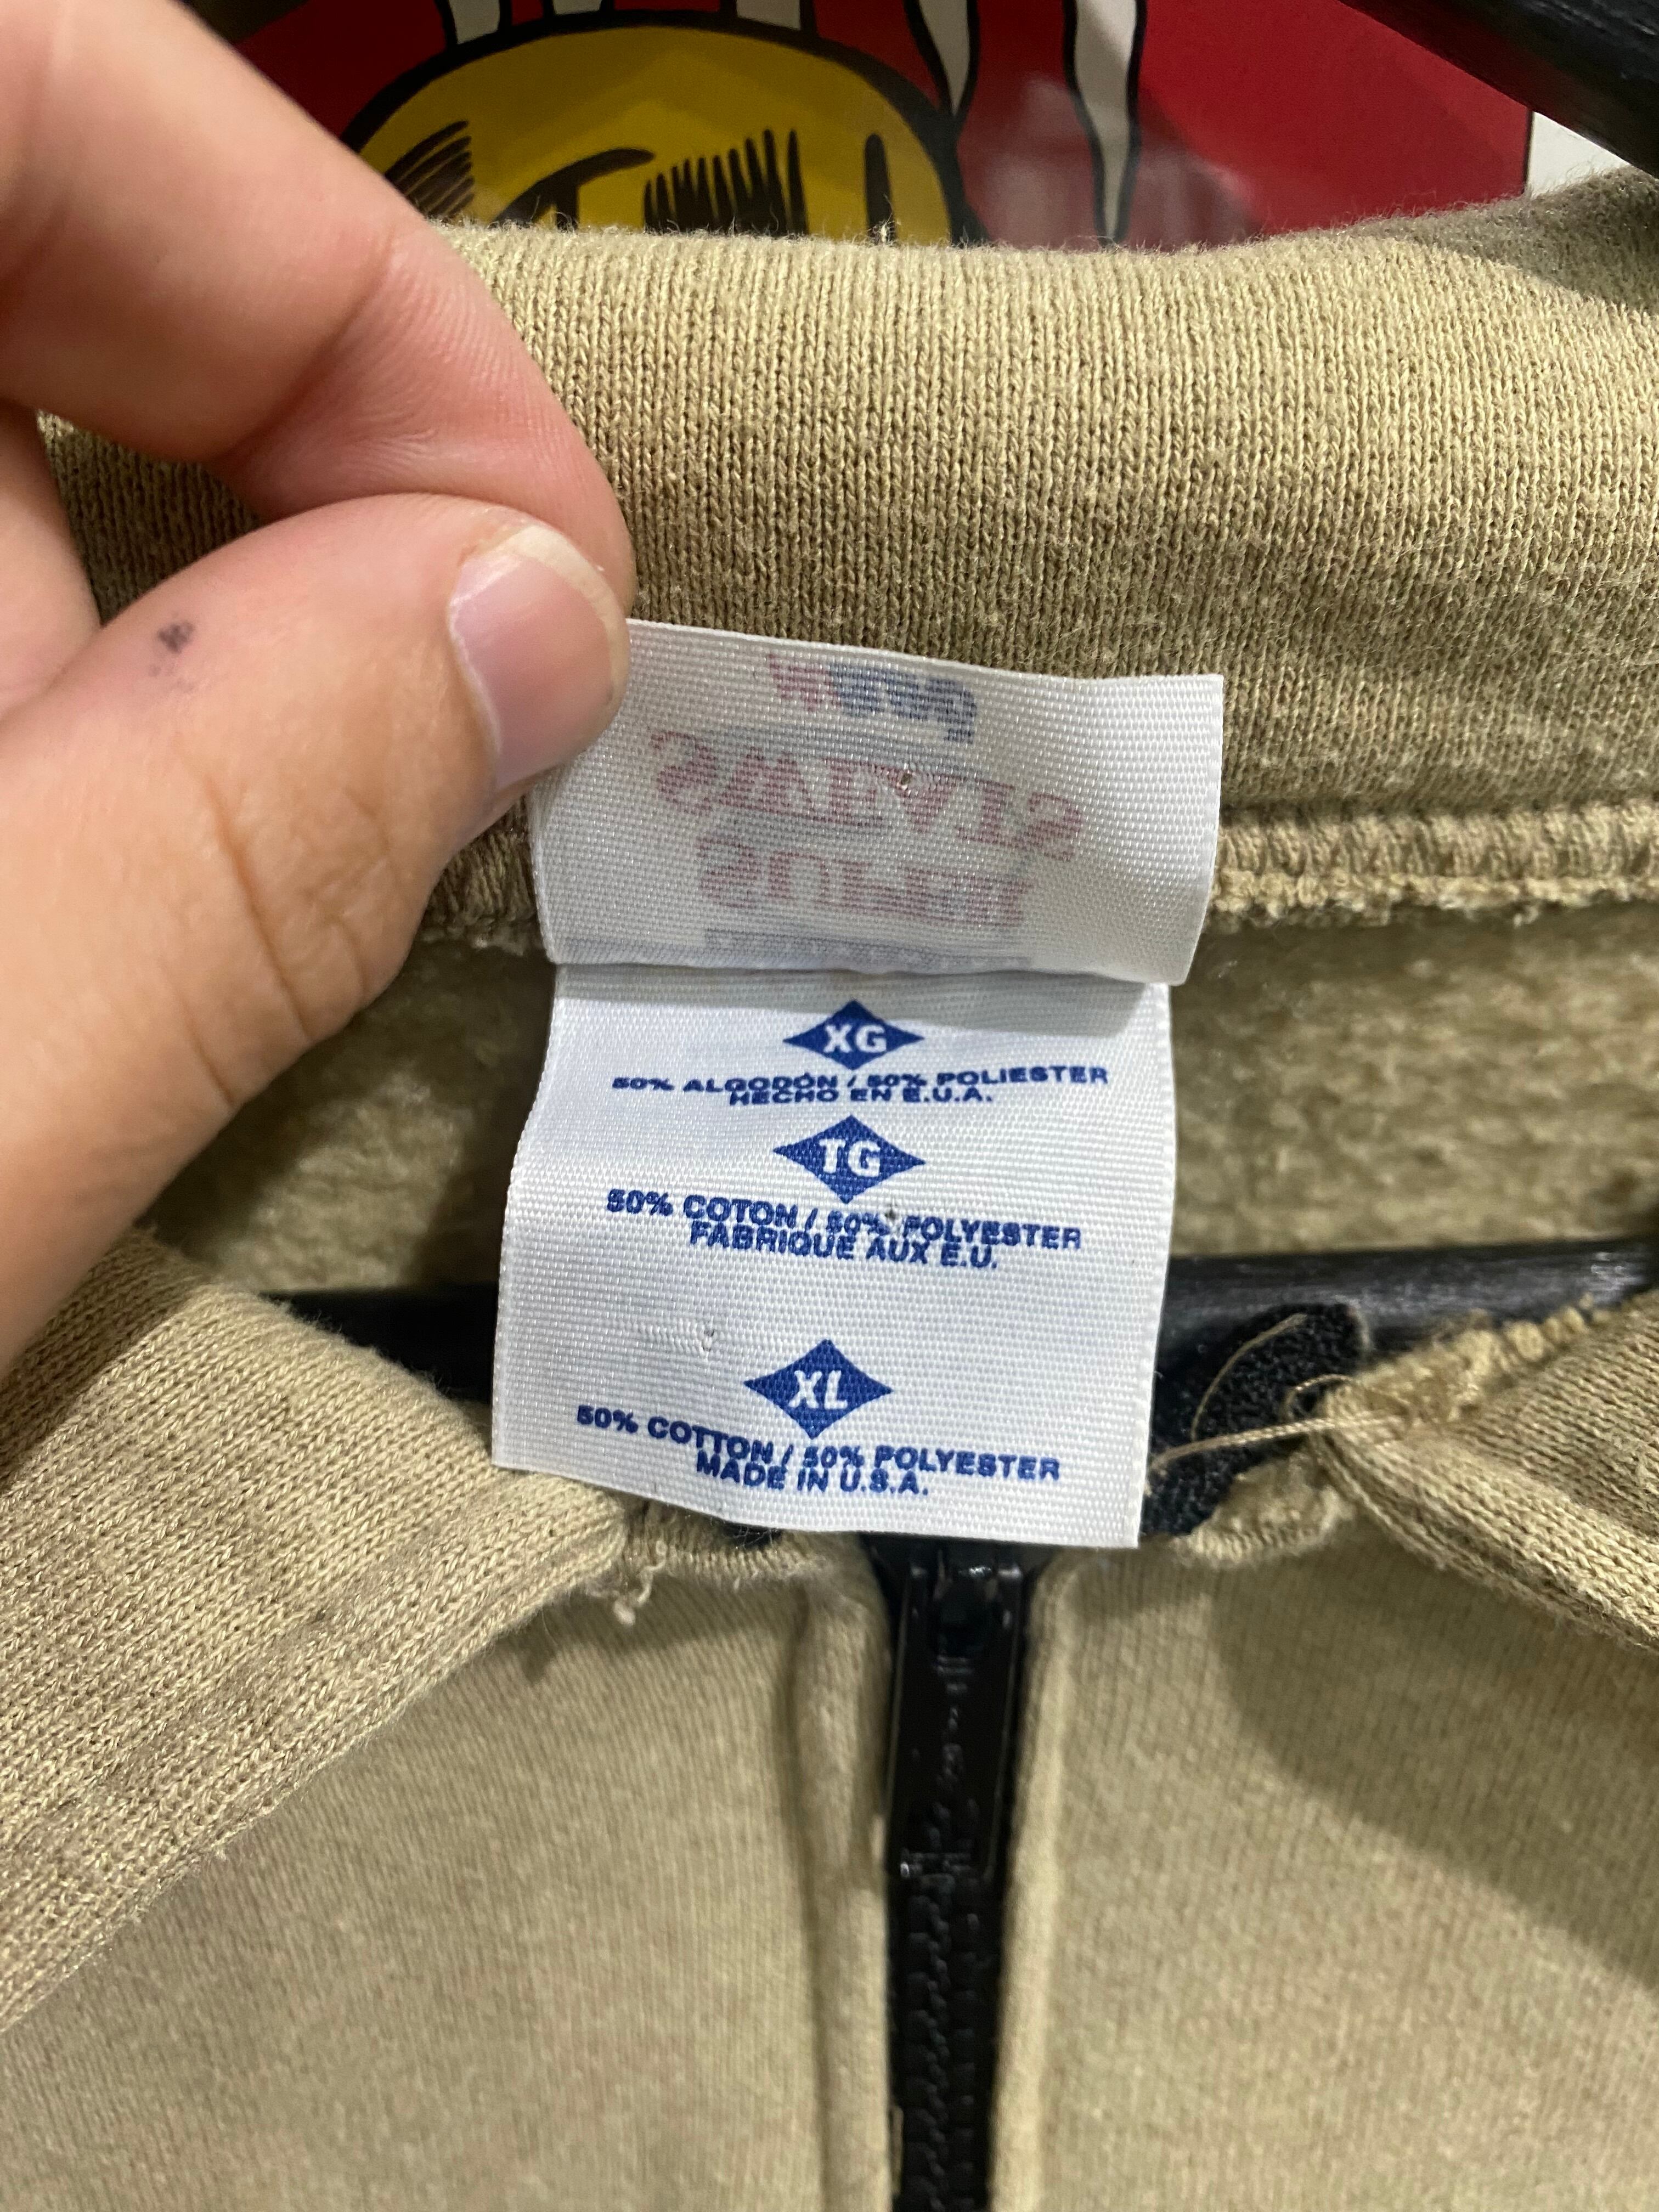 XG
50% ALGODÓN / 50% POLIESTER
HECHO EN E.U.A.
TG
50% COTON / 50% POLYESTER
FABRIQUE AUX E.U.
XL
50% COTTON / 50% POLYESTER
MADE IN U.S.A.